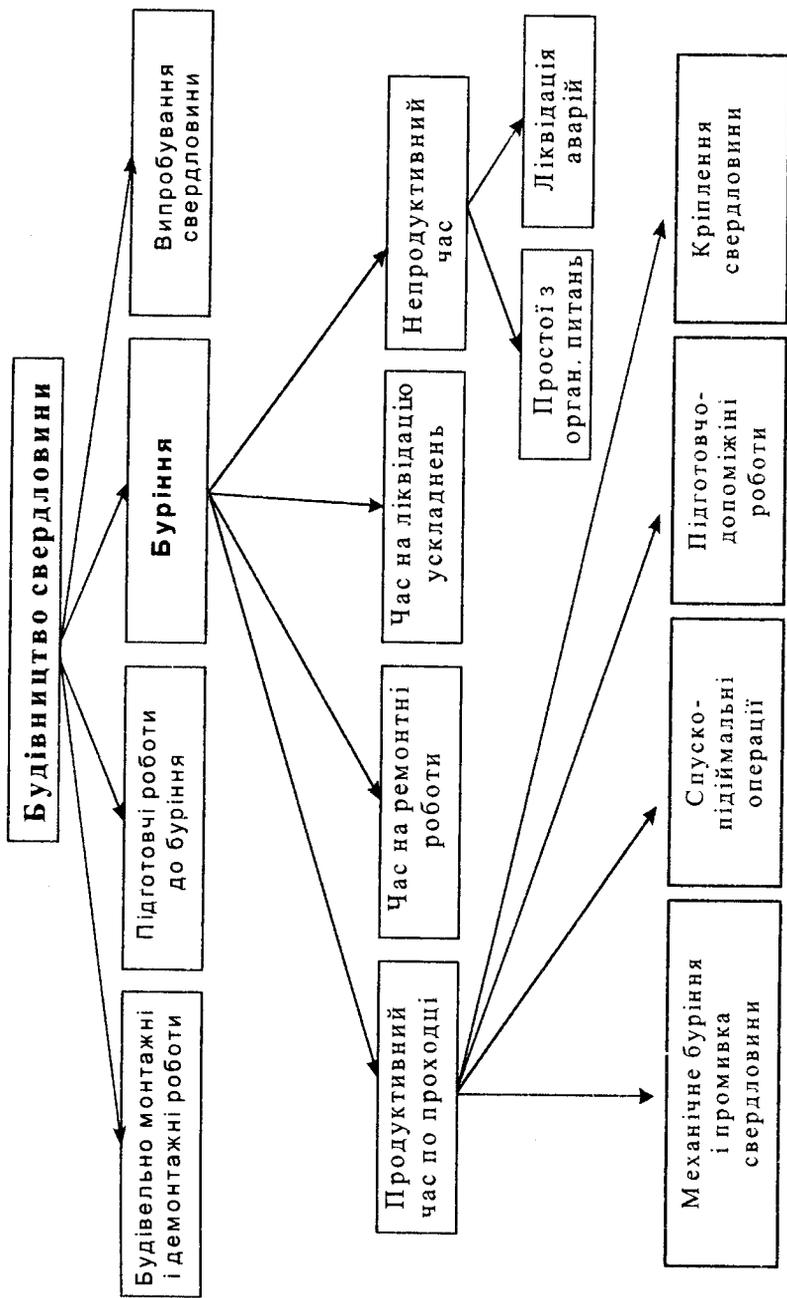 Будівництво свердловини
Будівельно монтажні
і демонтажні роботи
Підготовчі роботи
до буріння
Буріння
Випробування
свердловини
Продуктивний
час по проходці
Час на ремонтні
роботи
Час на ліквідацію
ускладнень
Непродуктивний
час
Простої з
орган. питань
Ліквідація
аварій
Механічне буріння
і промивка
свердловини
Спуско-
підіймальні
операції
Підготовчо-
допоміжіні
роботи
Кріплення
свердловини